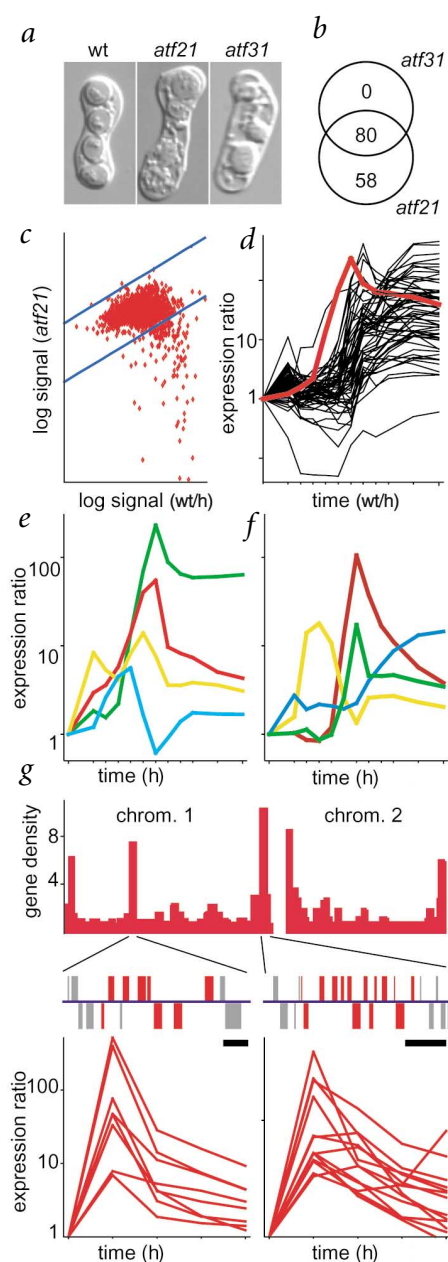 a
wt
atf21
atf31
b
atf31
0
80
58
atf21
c
log signal (atf21)
log signal (wt/h)
d
expression ratio
10
1
time (wt/h)
e
expression ratio
100
10
1
time (h)
f
time (h)
g
gene density
8
4
chrom. 1
chrom. 2
expression ratio
100
10
1
time (h)
time (h)